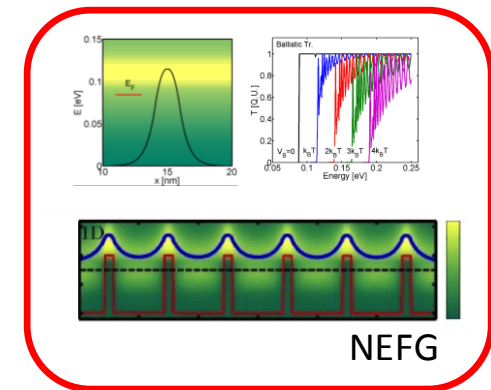 0.15
0.1
0.05
0
E [eV]
E_F
10 15 20
x [nm]
Ballistic Tr.
1
0.8
0.6
0.4
0.2
0
T [Q.U.]
V_B=0 k_BT 2k_BT 3k_BT 4k_BT
0.05 0.1 0.15 0.2 0.25
Energy [eV]
1D
NEFG